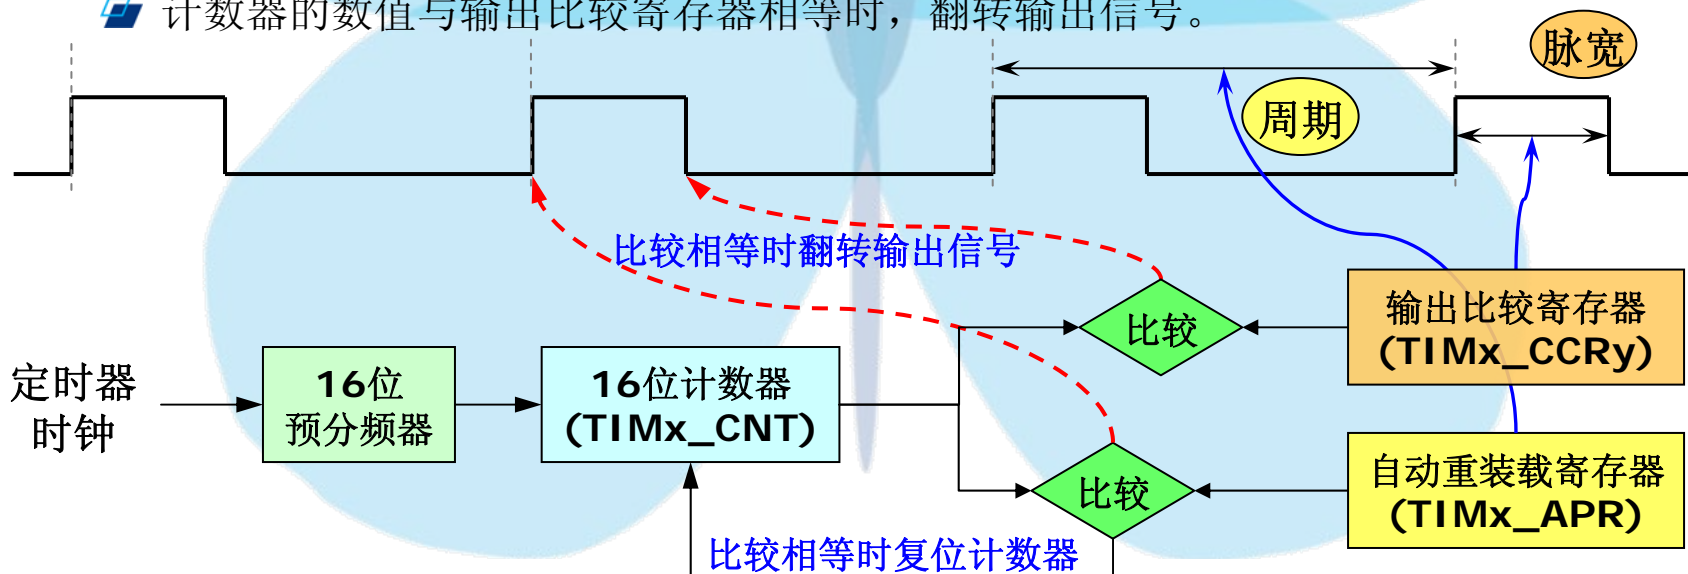 计数器的数值与输出比较寄存器相等时，翻转输出信号。
脉宽
周期
比较相等时翻转输出信号
输出比较寄存器
(TIMx_CCRy)
比较
定时器
时钟
16位
预分频器
16位计数器
(TIMx_CNT)
自动重装载寄存器
(TIMx_APR)
比较
比较相等时复位计数器